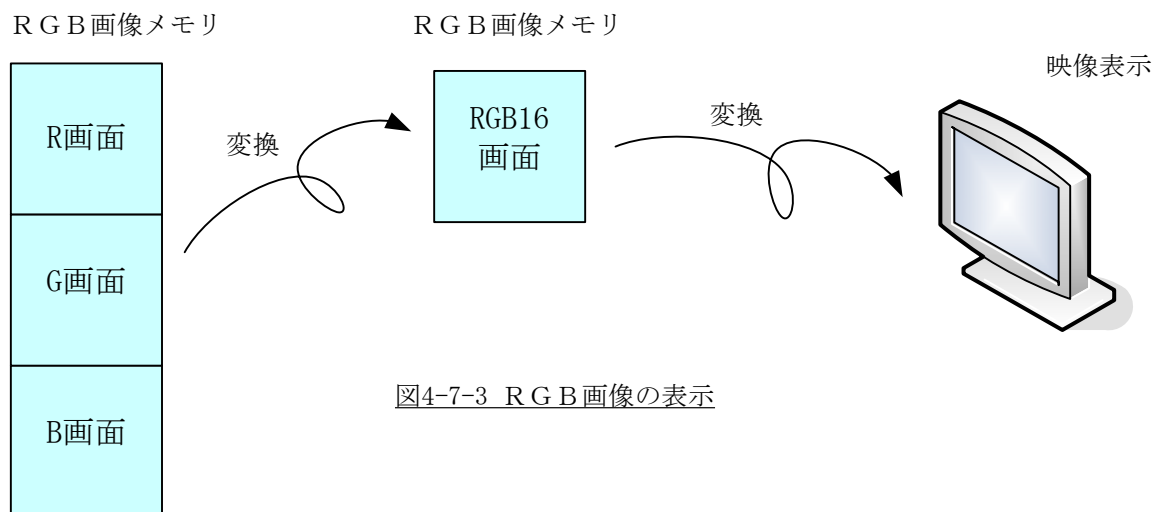 ＲＧＢ画像メモリ
ＲＧＢ画像メモリ
映像表示
R画面
変換
RGB16
画面
変換
G画面
B画面
図4-7-3 ＲＧＢ画像の表示